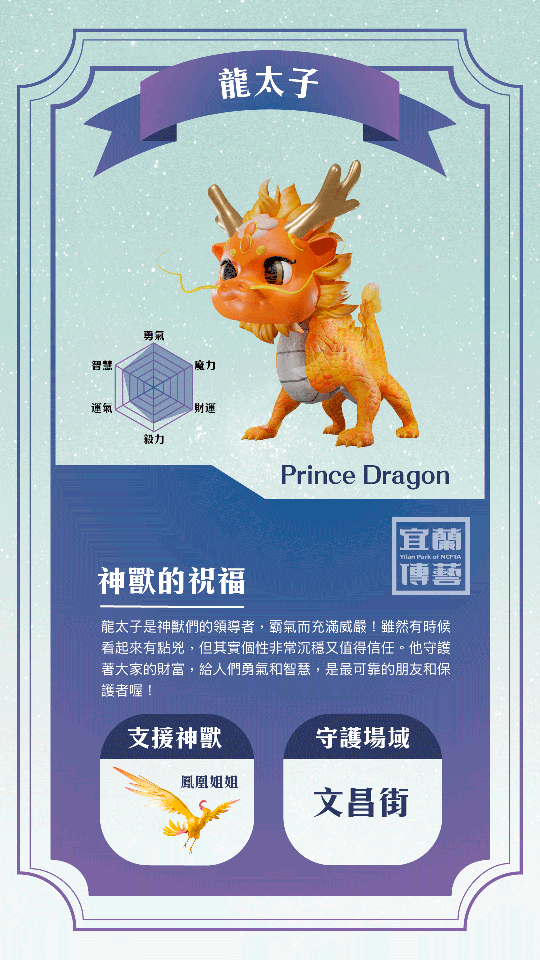 龍太子
勇氣
智慧
魔力
運氣
財運
毅力
Prince Dragon
宜蘭
Yilan Park of NCFTA
傳藝
神獸的祝福
龍太子是神獸們的領導者，霸氣而充滿威嚴！雖然有時候
看起來有點兇，但其實個性非常沉穩又值得信任。他守護
著大家的財富，給人們勇氣和智慧，是最可靠的朋友和保
護者喔！
支援神獸
鳳凰姐姐
守護場域
文昌街